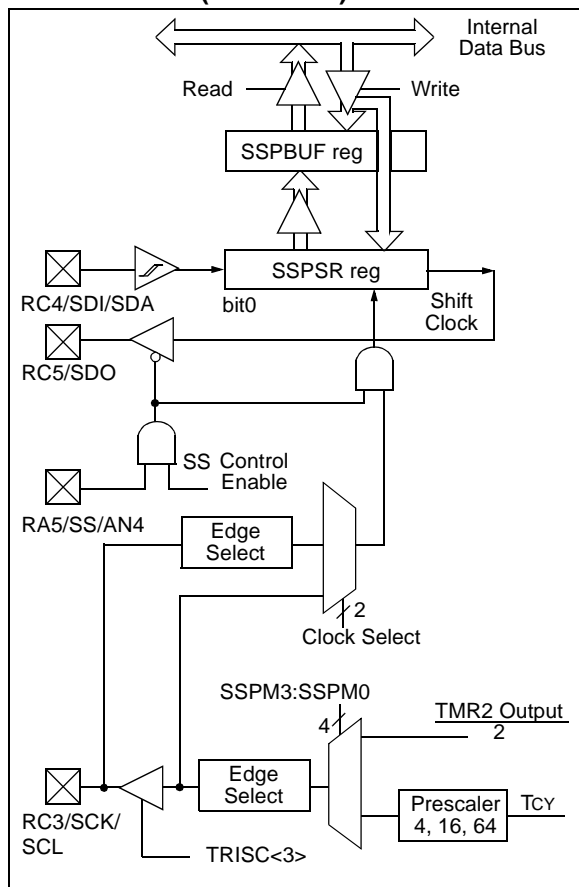 Internal
Data Bus
Read
Write
SSPBUF reg
SSPSR reg
RC4/SDI/SDA
bit0
Shift
Clock
RC5/SDO
SS Control
Enable
RA5/SS/AN4
Edge
Select
2
Clock Select
SSPM3:SSPM0
TMR2 Output
2
4
Edge
Select
Prescaler
4, 16, 64
TCY
RC3/SCK/
SCL
TRISC<3>